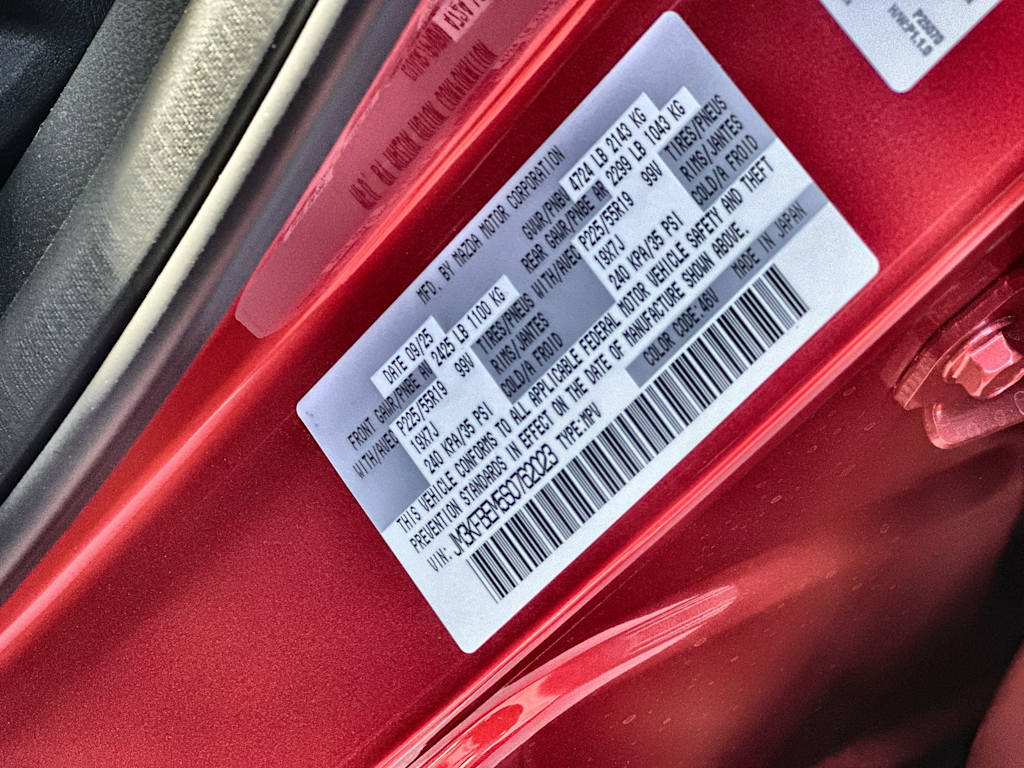 MFD. BY MAZDA MOTOR CORPORATION
DATE 09/25 GVWR/PNBV 4724 LB 2143 KG
FRONT GAWR/PNBE 2425 LB 1100 KG REAR GAWR/PNBE 2299 LB 1043 KG
WITH/AVEC P225/55R19 99V TIRES/PNEUS WITH/AVEC P225/55R19 99V TIRES/PNEUS
19X7J RIMS/JANTES 19X7J RIMS/JANTES
240 KPA/35 PSI COLD/A FROID 240 KPA/35 PSI COLD/A FROID
THIS VEHICLE CONFORMS TO ALL APPLICABLE FEDERAL MOTOR VEHICLE SAFETY AND THEFT
PREVENTION STANDARDS IN EFFECT ON THE DATE OF MANUFACTURE SHOWN ABOVE.
VIN: TYPE:MPV COLOR CODE:46V MADE IN JAPAN